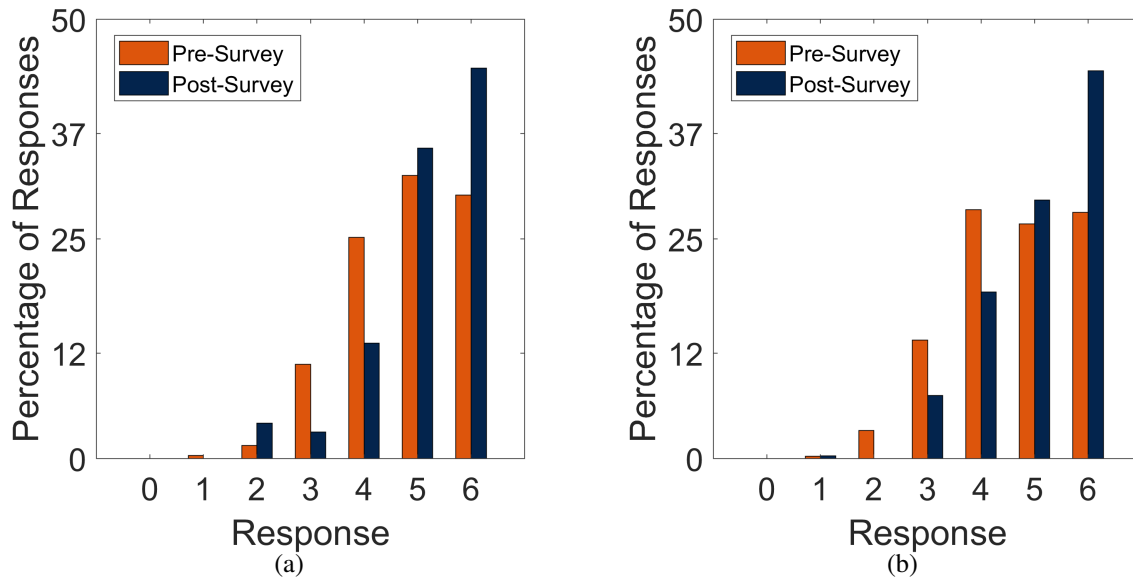 50
37
25
12
0
Percentage of Responses
Pre-Survey
Post-Survey
0 1 2 3 4 5 6
Response
(a)
50
37
25
12
0
Percentage of Responses
Pre-Survey
Post-Survey
0 1 2 3 4 5 6
Response
(b)